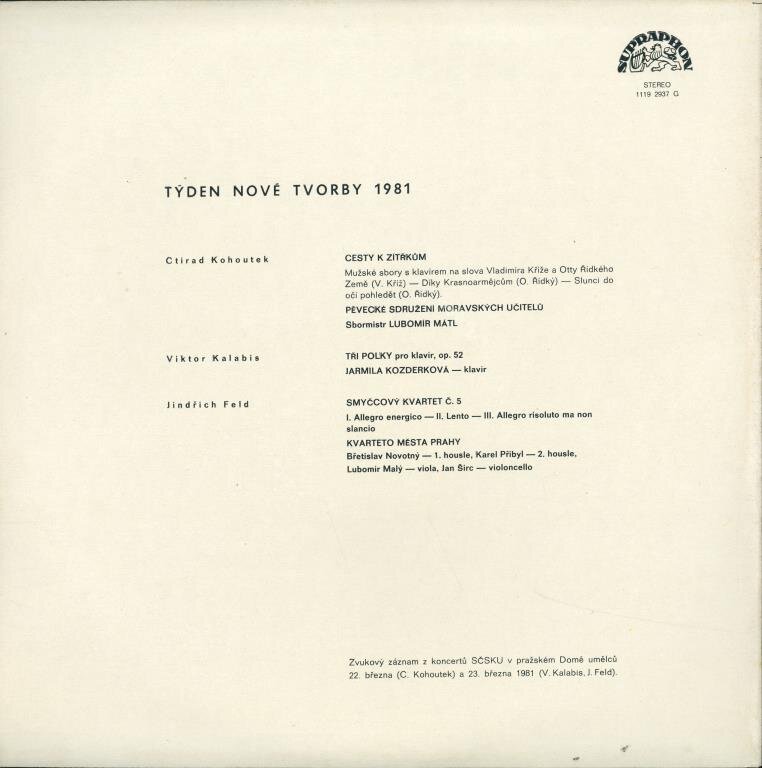 SUPRAPHON
STEREO
1119 2937 G
TÝDEN NOVÉ TVORBY 1981
Ctirad Kohoutek
CESTY K ZÍTŘKŮM
Mužské sbory s klavírem na slova Vladimíra Kříže a Otty Řídkého
Země (V. Kříž) — Díky Krasnoarmějcům (O. Řídký) — Slunci do
očí pohledět (O. Řídký).
PĚVECKÉ SDRUŽENÍ MORAVSKÝCH UČITELŮ
Sbormistr LUBOMÍR MÁTL
Viktor Kalabis
TŘI POLKY pro klavír, op. 52
JARMILA KOZDERKOVÁ — klavír
Jindřich Feld
SMYČCOVÝ KVARTET Č. 5
I. Allegro energico — II. Lento — III. Allegro risoluto ma non
slancio
KVARTETO MĚSTA PRAHY
Břetislav Novotný — 1. housle, Karel Přibyl — 2. housle,
Lubomír Malý — viola, Jan Širc — violoncello
Zvukový záznam z koncertů SČSKU v pražském Domě umělců
22. března (C. Kohoutek) a 23. března 1981 (V. Kalabis, J. Feld).